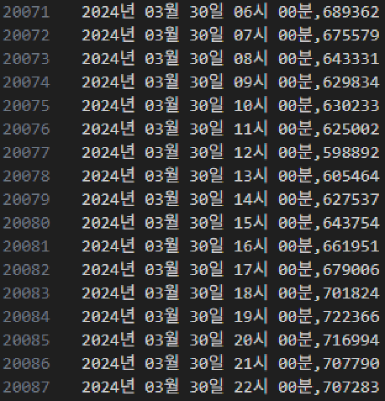 20071 2024년 03월 30일 06시 00분,689362
20072 2024년 03월 30일 07시 00분,675579
20073 2024년 03월 30일 08시 00분,643331
20074 2024년 03월 30일 09시 00분,629834
20075 2024년 03월 30일 10시 00분,630233
20076 2024년 03월 30일 11시 00분,625002
20077 2024년 03월 30일 12시 00분,598892
20078 2024년 03월 30일 13시 00분,605464
20079 2024년 03월 30일 14시 00분,627537
20080 2024년 03월 30일 15시 00분,643754
20081 2024년 03월 30일 16시 00분,661951
20082 2024년 03월 30일 17시 00분,679006
20083 2024년 03월 30일 18시 00분,701824
20084 2024년 03월 30일 19시 00분,722366
20085 2024년 03월 30일 20시 00분,716994
20086 2024년 03월 30일 21시 00분,707790
20087 2024년 03월 30일 22시 00분,707283